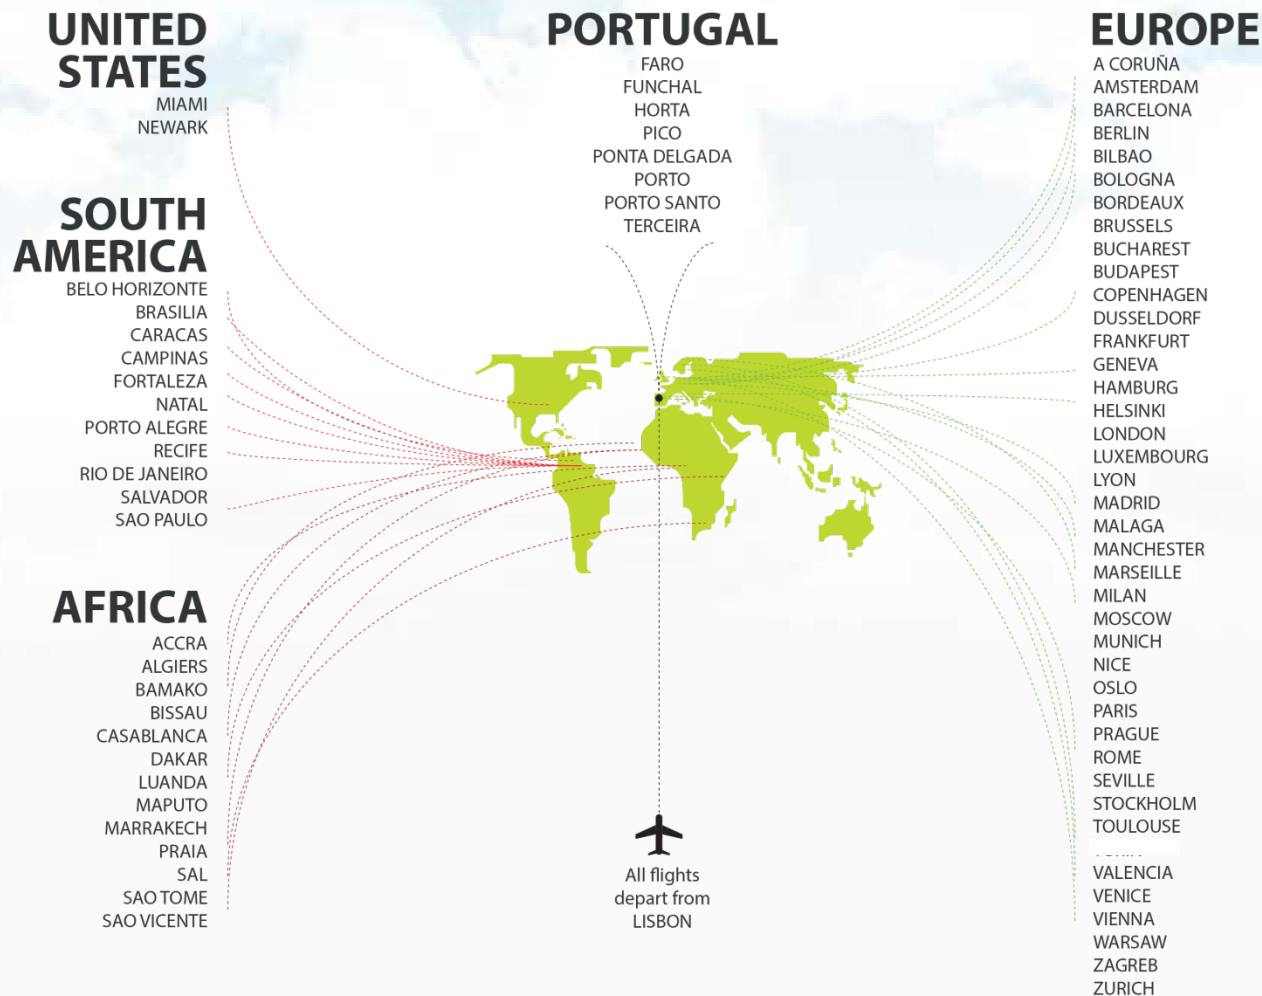 UNITED
STATES
MIAMI
NEWARK
SOUTH
AMERICA
BELO HORIZONTE
BRASILIA
CARACAS
CAMPINAS
FORTALEZA
NATAL
PORTO ALEGRE
RECIFE
RIO DE JANEIRO
SALVADOR
SAO PAULO
AFRICA
ACCRA
ALGIERS
BAMAKO
BISSAU
CASABLANCA
DAKAR
LUANDA
MAPUTO
MARRAKECH
PRAIA
SAL
SAO TOME
SAO VICENTE
PORTUGAL
FARO
FUNCHAL
HORTA
PICO
PONTA DELGADA
PORTO
PORTO SANTO
TERCEIRA
All flights
depart from
LISBON
EUROPE
A CORUÑA
AMSTERDAM
BARCELONA
BERLIN
BILBAO
BOLOGNA
BORDEAUX
BRUSSELS
BUCHAREST
BUDAPEST
COPENHAGEN
DUSSELDORF
FRANKFURT
GENEVA
HAMBURG
HELSINKI
LONDON
LUXEMBOURG
LYON
MADRID
MALAGA
MANCHESTER
MARSEILLE
MILAN
MOSCOW
MUNICH
NICE
OSLO
PARIS
PRAGUE
ROME
SEVILLE
STOCKHOLM
TOULOUSE
VALENCIA
VENICE
VIENNA
WARSAW
ZAGREB
ZURICH